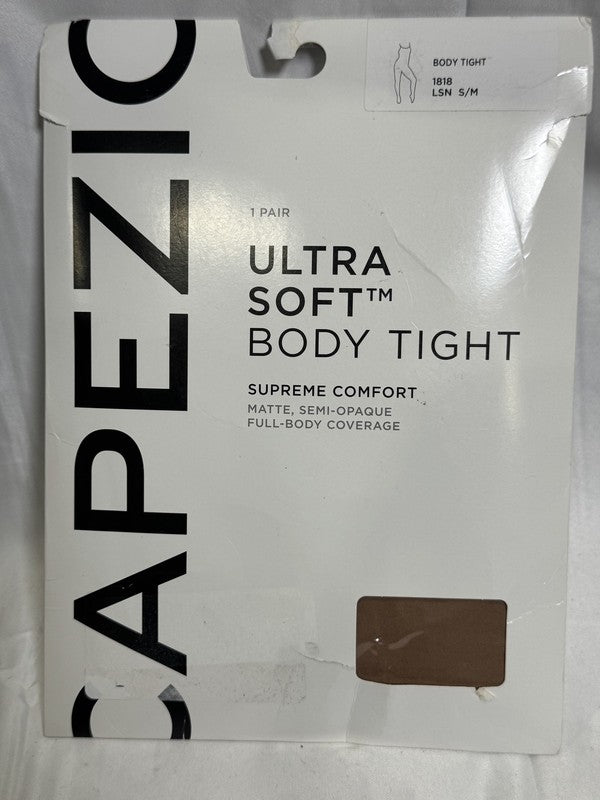 CAPEZIO
BODY TIGHT
1818
LSN S/M
1 PAIR
ULTRA
SOFT™
BODY TIGHT
SUPREME COMFORT
MATTE, SEMI-OPAQUE
FULL-BODY COVERAGE